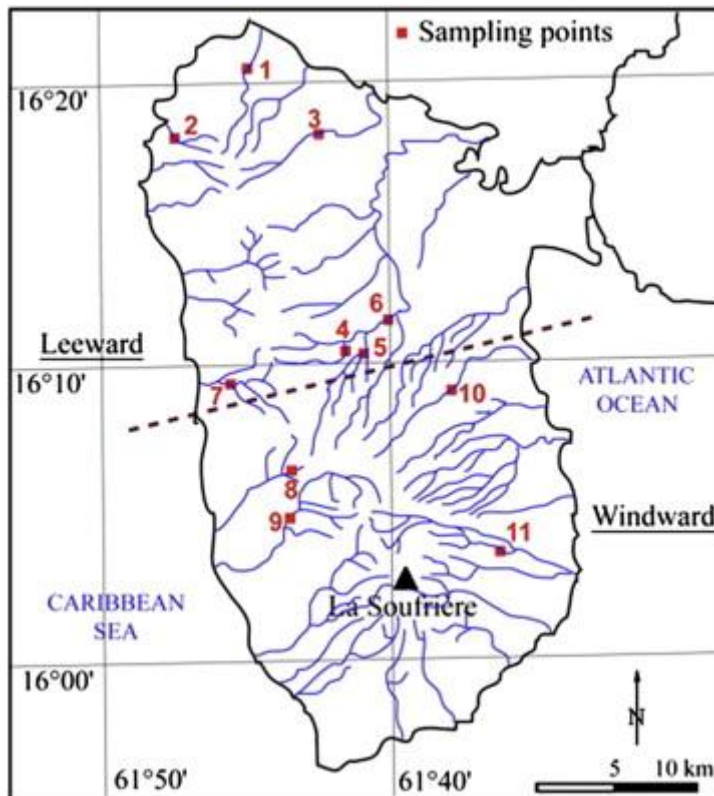 Sampling points
16°20'
1
2
3
6
4
5
Leeward
16°10'
7
10
ATLANTIC
OCEAN
8
9
Windward
11
CARIBBEAN
SEA
La Soufrière
16°00'
N
61°50'
61°40'
5
10 km